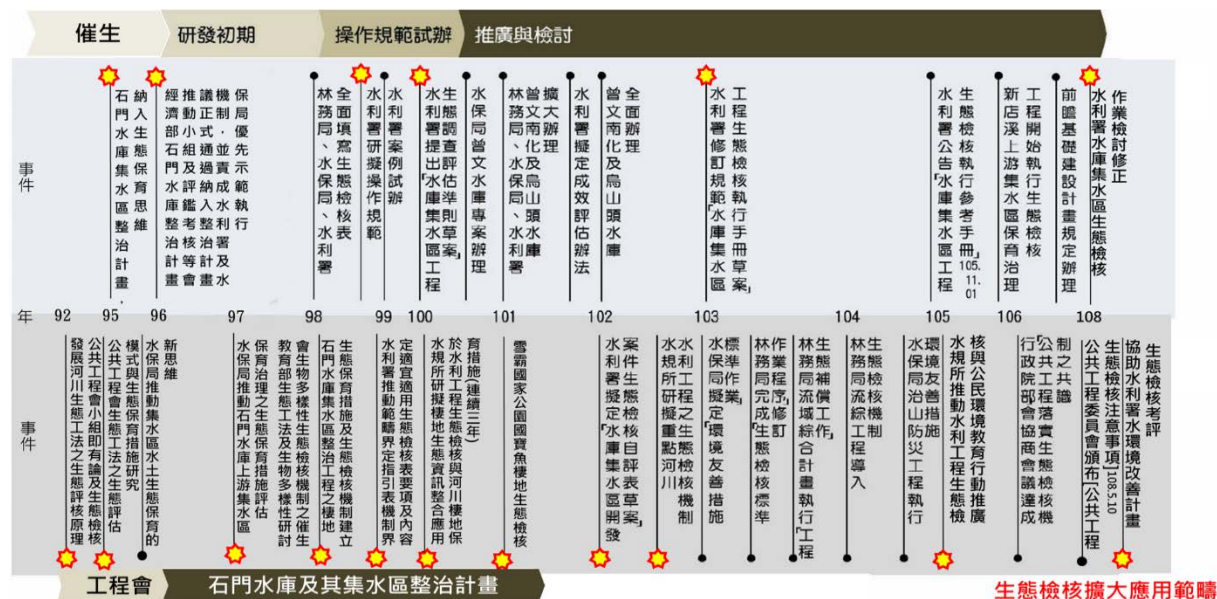 催生
研發初期
操作規範試辦
推廣與檢討
事件
石門水庫集水區整治計畫，
納入生態保育思維
經濟部石門水庫整治計畫
推動小組及評鑑考核等會
議正式通過納入整治計畫
機制，並責成水利署及水
保局優先示範執行
林務局、水保局、水利署
全面填寫生態檢核表
水利署研擬操作規範
水利署案例試辦
水利署提出「水庫集水區工程
生態調查評估準則草案」
水保局曾文水庫專案辦理
林務局、水保局、水利署
曾文南化及烏山頭水庫
擴大辦理
水利署擬定成效評估辦法
曾文南化及烏山頭水庫
全面辦理
水利署修訂規範「水庫集水區
工程生態檢核執行手冊草案」
水利署公告「水庫集水區工程
生態檢核執行參考手冊」105.11.01
新店溪上游集水區保育治理
工程開始執行生態檢核
前瞻基礎建設計畫規定辦理
水利署水庫集水區生態檢核
作業檢討修正
年 92 95 96 97 98 99 100 101 102 103 104 105 106 108
事件
發展河川生態工法之生態評核原理
公共工程會小組即有論及生態檢核
公共工程會生態工法之生態評估
模式與生態保育措施研究
水保局推動集水區水土生態保育的
新思維
水保局推動石門水庫上游集水區
保育治理之生態保育措施評估
教育部生態工法及生物多樣性研討
會生物多樣性生態檢核機制之催生
石門水庫集水區整治工程之棲地
生態保育措施及生態檢核機制建立
水利署推動範疇界定指引表機制界
定適宜適用生態檢核表要項及內容
水規所研擬棲地生態資訊整合應用
於水利工程生態檢核與河川棲地保
育措施(連續三年)
雪霸國家公園國寶魚棲地生態檢核
水利署擬定「水庫集水區開發
案件生態檢核自評表草案」
水規所研擬重點河川
水利工程之生態檢核機制
水保局擬定「環境友善措施
標準作業」
林務局完成「生態檢核標準
作業程序」修訂
林務局流域綜合計畫執行「工程
生態補償工作」
林務局流綜工程導入
生態檢核機制
水保局治山防災工程執行
環境友善措施
水規所推動水利工程生態檢
核與公民環境教育行動推廣
行政院部會協商會議達成
「公共工程落實生態檢核機
制之共識
公共工程委員會頒布「公共工程
生態檢核注意事項」108.5.10
協助水利署水環境改善計畫
生態檢核考評
工程會
石門水庫及其集水區整治計畫
生態檢核擴大應用範疇